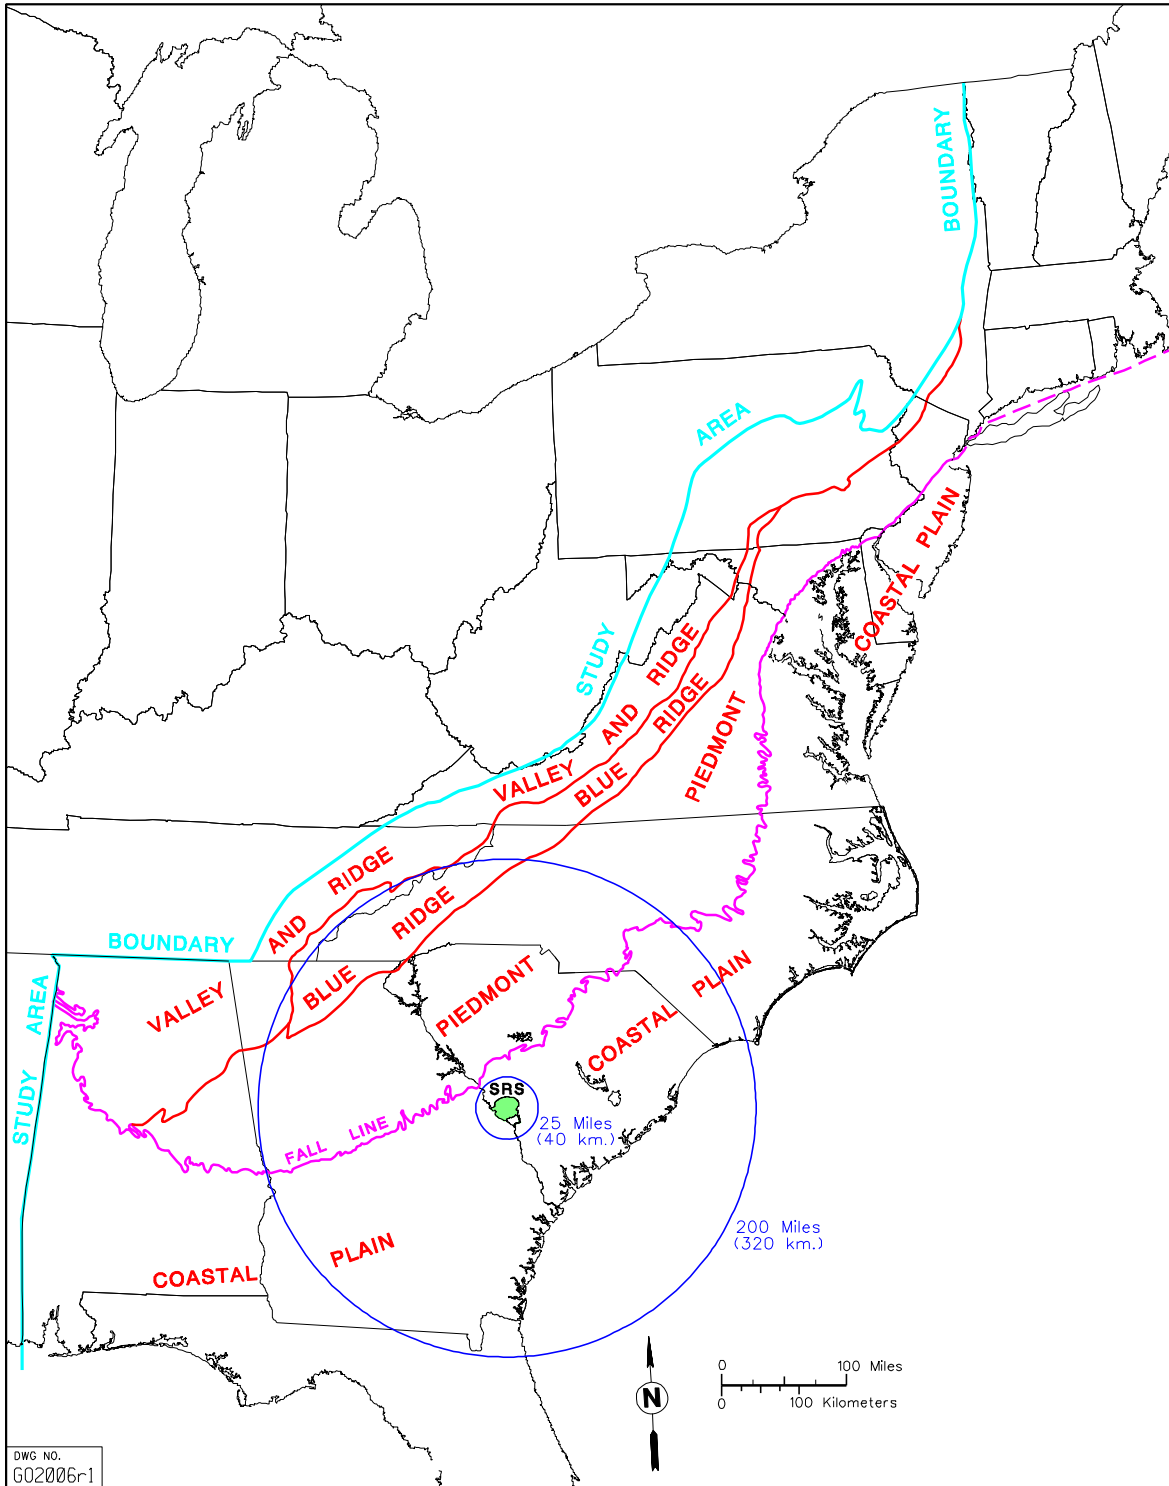 BOUNDARY
AREA
STUDY
COASTAL PLAIN
VALLEY AND RIDGE
BLUE RIDGE
PIEDMONT
AND RIDGE
BLUE RIDGE
BOUNDARY
VALLEY
PIEDMONT
COASTAL PLAIN
STUDY AREA
SRS
25 Miles
(40 km.)
FALL LINE
200 Miles
(320 km.)
COASTAL PLAIN
0 100 Miles
0 100 Kilometers
N
DWG NO.
GO2006r1